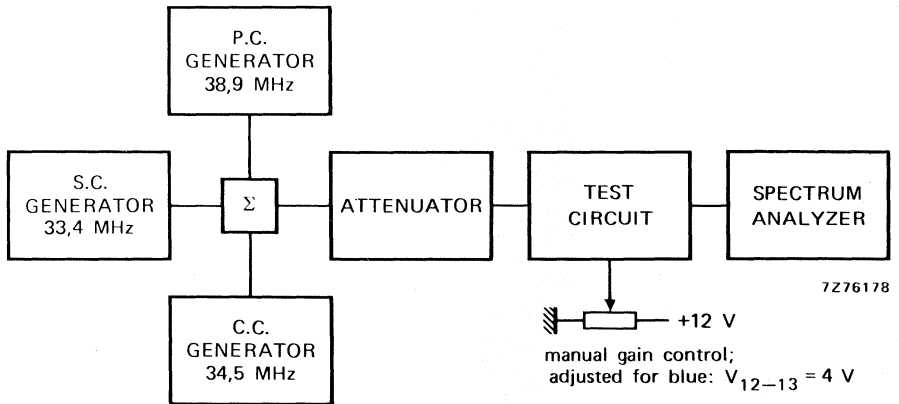 P.C.
GENERATOR
38,9 MHz
S.C.
GENERATOR
33,4 MHz
Σ
ATTENUATOR
TEST
CIRCUIT
SPECTRUM
ANALYZER
7Z76178
C.C.
GENERATOR
34,5 MHz
+12 V
manual gain control;
adjusted for blue: V12–13 = 4 V